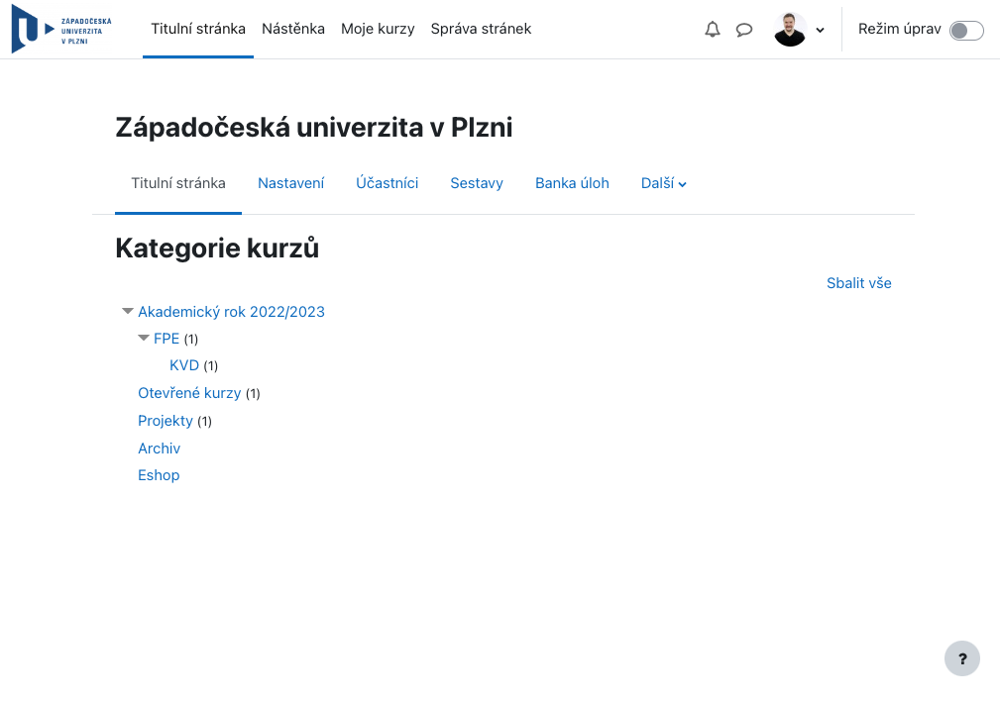 ZÁPADOČESKÁ
UNIVERZITA
V PLZNI
Titulní stránka Nástěnka Moje kurzy Správa stránek Režim úprav
Západočeská univerzita v Plzni
Titulní stránka Nastavení Účastníci Sestavy Banka úloh Další
Kategorie kurzů
Sbalit vše
Akademický rok 2022/2023
FPE (1)
KVD (1)
Otevřené kurzy (1)
Projekty (1)
Archiv
Eshop
?